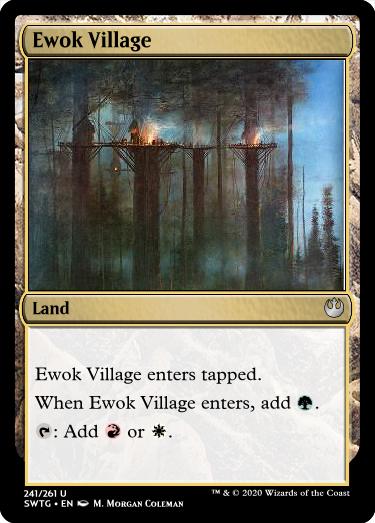 Ewok Village
Land
Ewok Village enters tapped.
When Ewok Village enters, add .
: Add or .
241/261 U
SWTG • EN M. Morgan Coleman
™ & © 2020 Wizards of the Coast